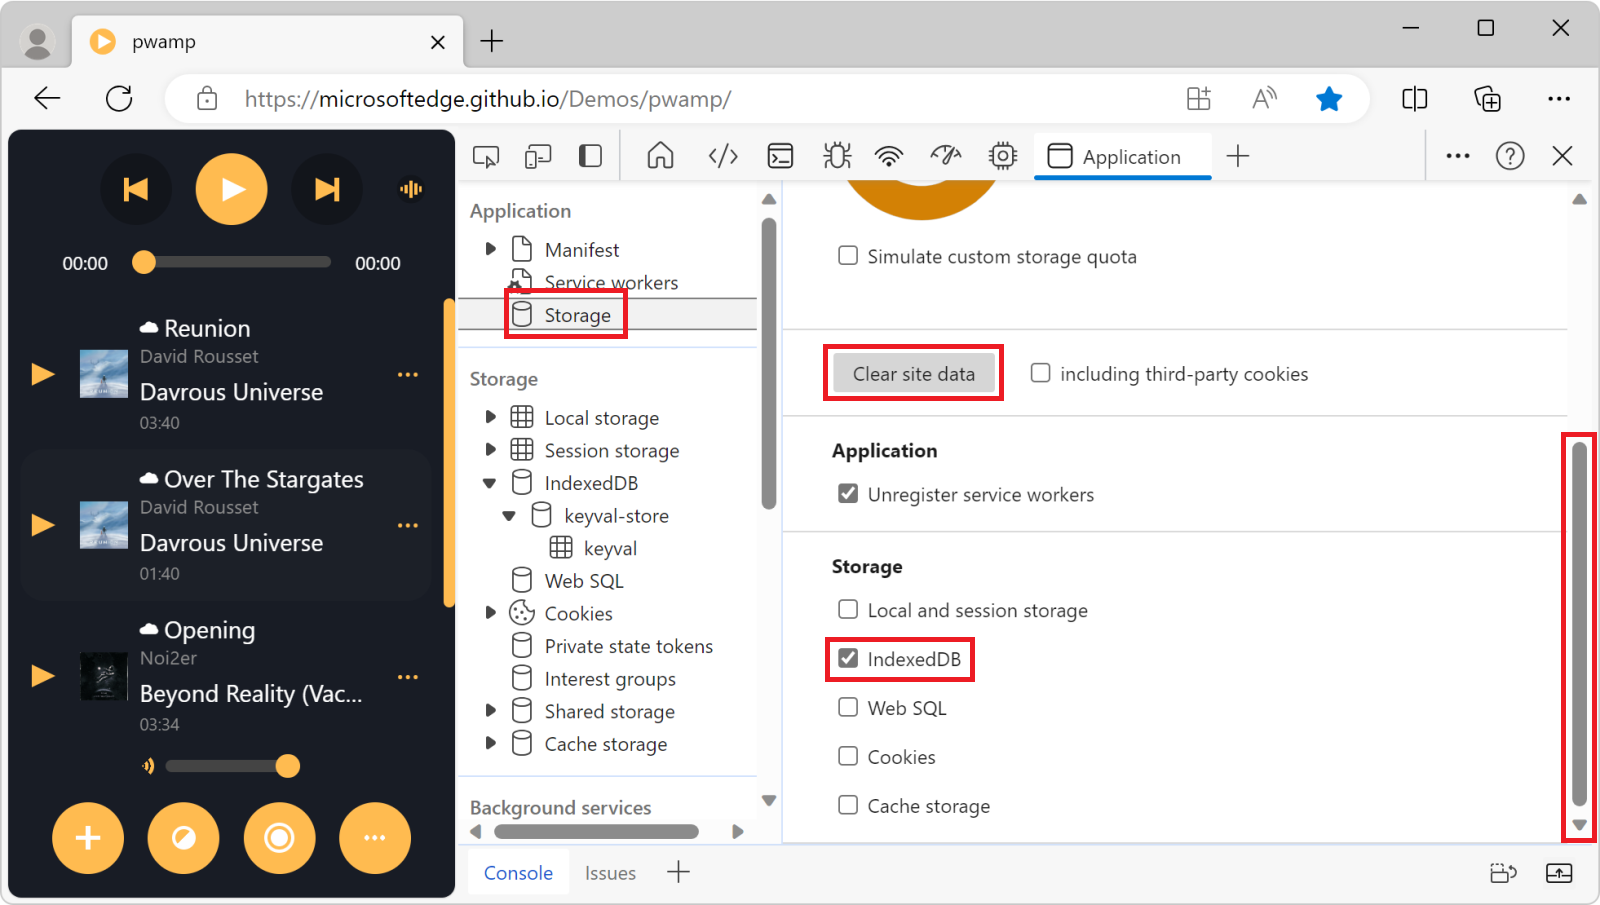 pwamp
https://microsoftedge.github.io/Demos/pwamp/
00:00
00:00
Reunion
David Rousset
Davrous Universe
03:40
Over The Stargates
David Rousset
Davrous Universe
01:40
Opening
Noi2er
Beyond Reality (Vac...
03:34
Application
Application
Manifest
Service workers
Storage
Storage
Local storage
Session storage
IndexedDB
keyval-store
keyval
Web SQL
Cookies
Private state tokens
Interest groups
Shared storage
Cache storage
Background services
Simulate custom storage quota
Clear site data
including third-party cookies
Application
Unregister service workers
Storage
Local and session storage
IndexedDB
Web SQL
Cookies
Cache storage
Console
Issues